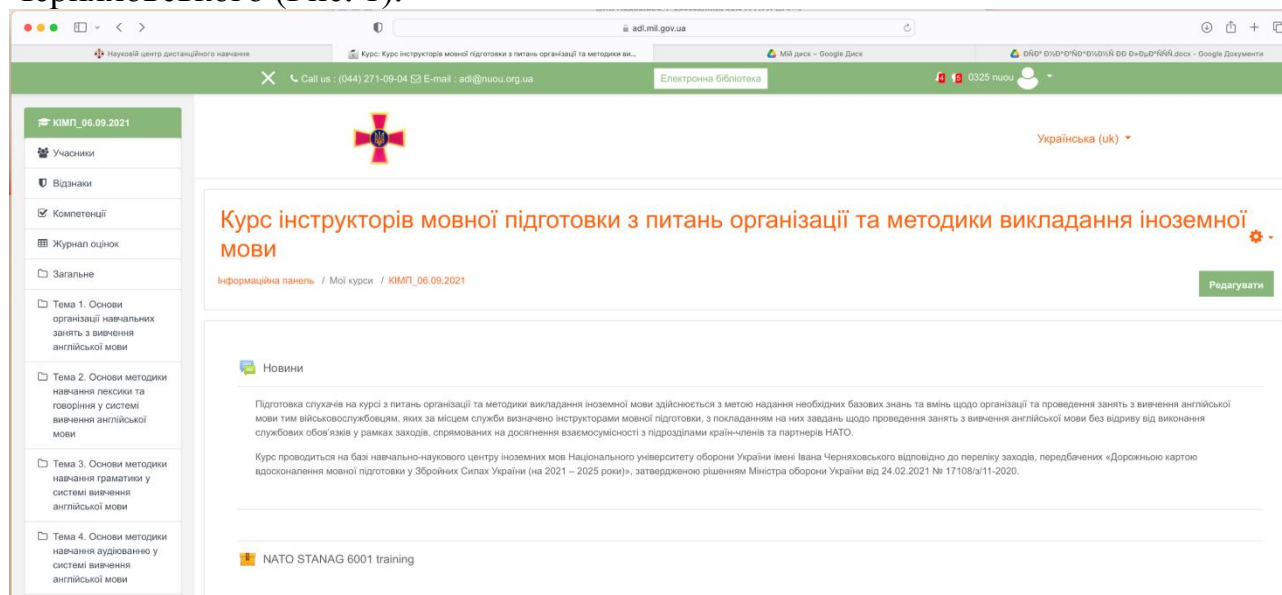 Черняховського (Рис. 1).
adl.mil.gov.ua
Науковий центр дистанційного навчання
Курс: Курс інструкторів мовної підготовки з питань організації та методики ви...
Мій диск – Google Диск
Call us : (044) 271-09-04 E-mail : adl@nuou.org.ua
Електронна бібліотека
4 5 0325 nuou
КІМП_06.09.2021
Учасники
Відзнаки
Компетенції
Журнал оцінок
Загальне
Тема 1. Основи
організації навчальних
занять з вивчення
англійської мови
Тема 2. Основи методики
навчання лексики та
говоріння у системі
вивчення англійської
мови
Тема 3. Основи методики
навчання граматики у
системі вивчення
англійської мови
Тема 4. Основи методики
навчання аудіюванню у
системі вивчення
англійської мови
Українська (uk)
Курс інструкторів мовної підготовки з питань організації та методики викладання іноземної
мови
Інформаційна панель / Мої курси / КІМП_06.09.2021
Редагувати
Новини
Підготовка слухачів на курсі з питань організації та методики викладання іноземної мови здійснюється з метою надання необхідних базових знань та вмінь щодо організації та проведення занять з вивчення англійської
мови тим військовослужбовцям, яких за місцем служби визначено інструкторами мовної підготовки, з покладанням на них завдань щодо проведення занять з вивчення англійської мови без відриву від виконання
службових обов'язків у рамках заходів, спрямованих на досягнення взаємосумісності з підрозділами країн-членів та партнерів НАТО.
Курс проводиться на базі навчально-наукового центру іноземних мов Національного університету оборони України імені Івана Черняховського відповідно до переліку заходів, передбачених «Дорожньою картою
вдосконалення мовної підготовки у Збройних Силах України (на 2021 – 2025 роки)», затвердженою рішенням Міністра оборони України від 24.02.2021 № 17108/з/11-2020.
NATO STANAG 6001 training